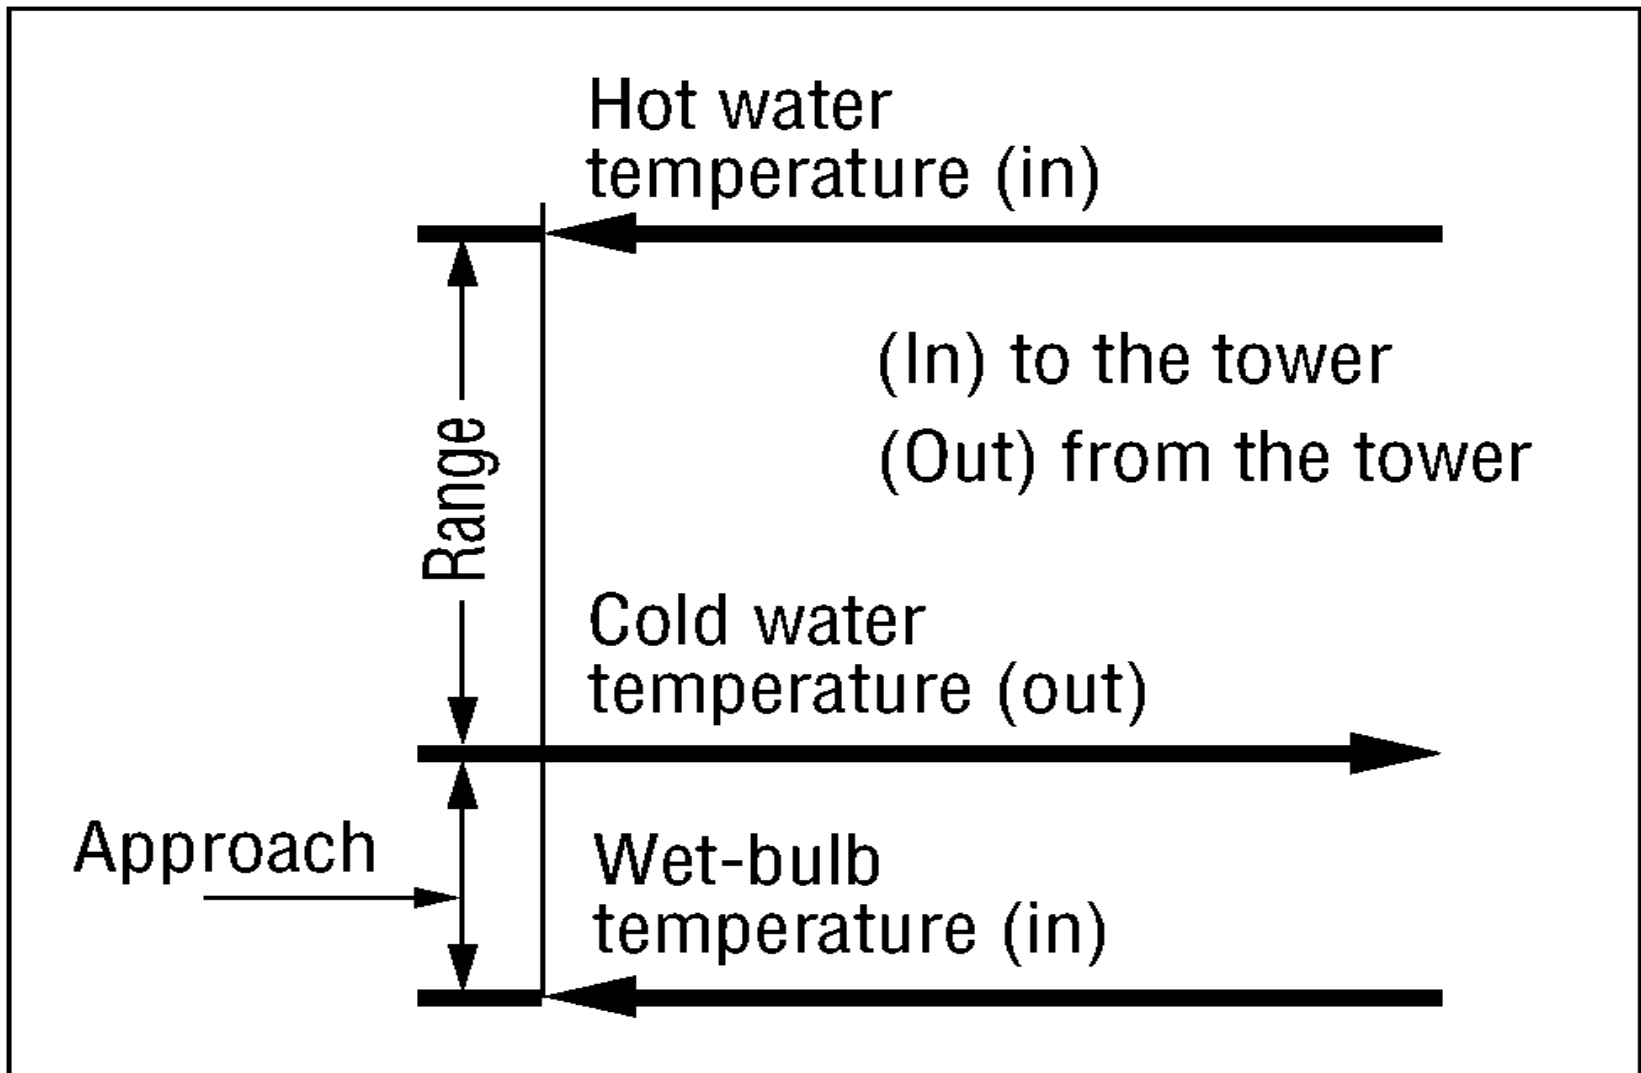 Hot water
temperature (in)
(In) to the tower
(Out) from the tower
Range
Cold water
temperature (out)
Approach
Wet-bulb
temperature (in)